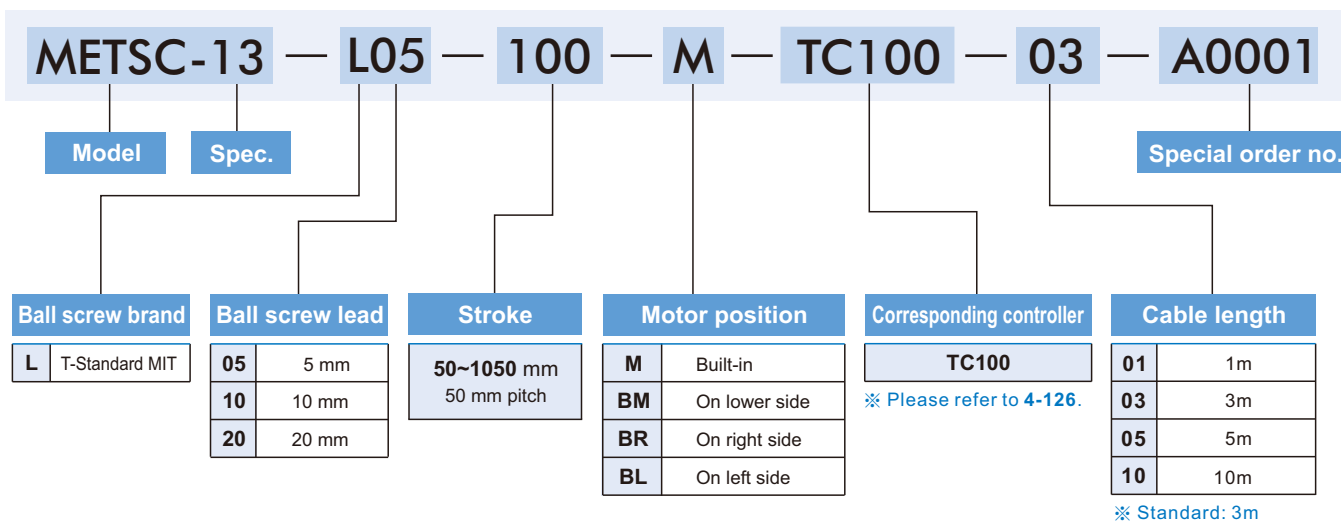 METSC-13 — L05 — 100 — M — TC100 — 03 — A0001
Model
Spec.
Special order no.
Ball screw brand
L T-Standard MIT
Ball screw lead
05 5 mm
10 10 mm
20 20 mm
Stroke
50~1050 mm
50 mm pitch
Motor position
M Built-in
BM On lower side
BR On right side
BL On left side
Corresponding controller
TC100
※ Please refer to 4-126.
Cable length
01 1m
03 3m
05 5m
10 10m
※ Standard: 3m